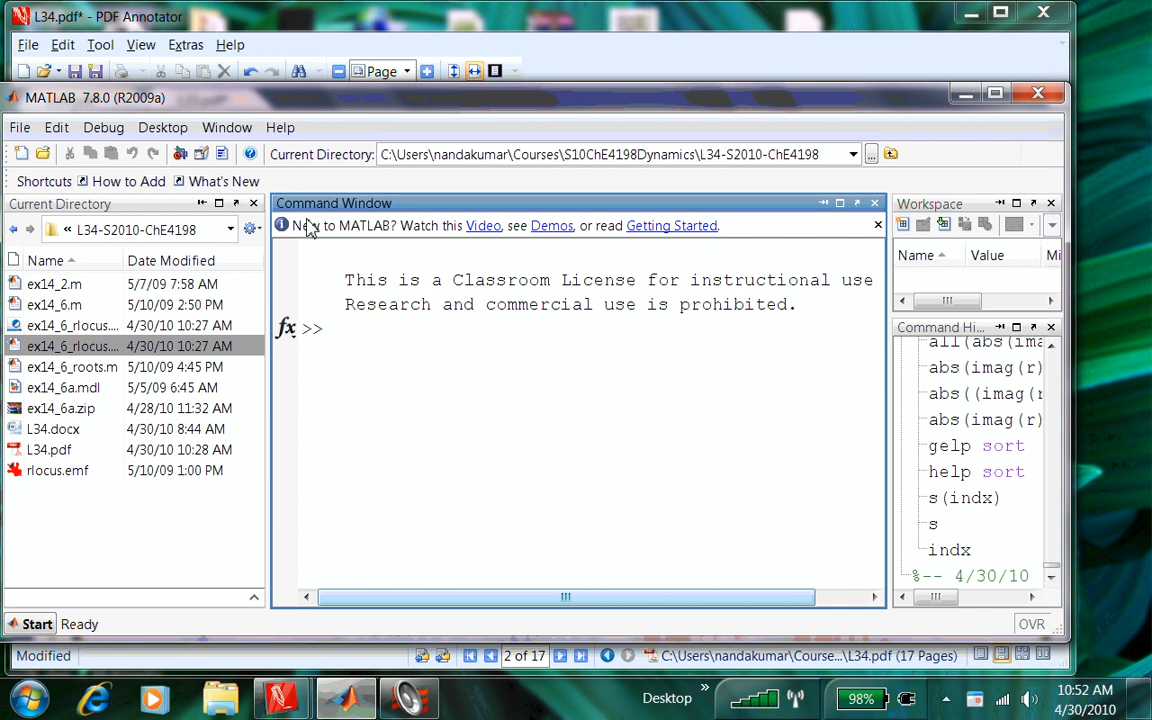 L34.pdf* - PDF Annotator
File Edit Tool View Extras Help
Page
MATLAB 7.8.0 (R2009a)
File Edit Debug Desktop Window Help
Current Directory: C:\Users\nandakumar\Courses\S10ChE4198Dynamics\L34-S2010-ChE4198
Shortcuts How to Add What's New
Current Directory
« L34-S2010-ChE4198
Name Date Modified
ex14_2.m 5/7/09 7:58 AM
ex14_6.m 5/10/09 2:50 PM
ex14_6_rlocus.... 4/30/10 10:27 AM
ex14_6_rlocus.... 4/30/10 10:27 AM
ex14_6_roots.m 5/10/09 4:45 PM
ex14_6a.mdl 5/5/09 6:45 AM
ex14_6a.zip 4/28/10 11:32 AM
L34.docx 4/30/10 8:44 AM
L34.pdf 4/30/10 10:28 AM
rlocus.emf 5/10/09 1:00 PM
Command Window
New to MATLAB? Watch this Video, see Demos, or read Getting Started.
This is a Classroom License for instructional use
Research and commercial use is prohibited.
fx >>
Workspace
Name Value Mi
Command Hi...
all(abs(ima
abs(imag(r)
abs((imag(r
abs(imag(r)
gelp sort
help sort
s(indx)
s
indx
%-- 4/30/10
Start Ready
OVR
Modified
2 of 17
C:\Users\nandakumar\Course...\L34.pdf (17 Pages)
Desktop »
98%
10:52 AM
4/30/2010